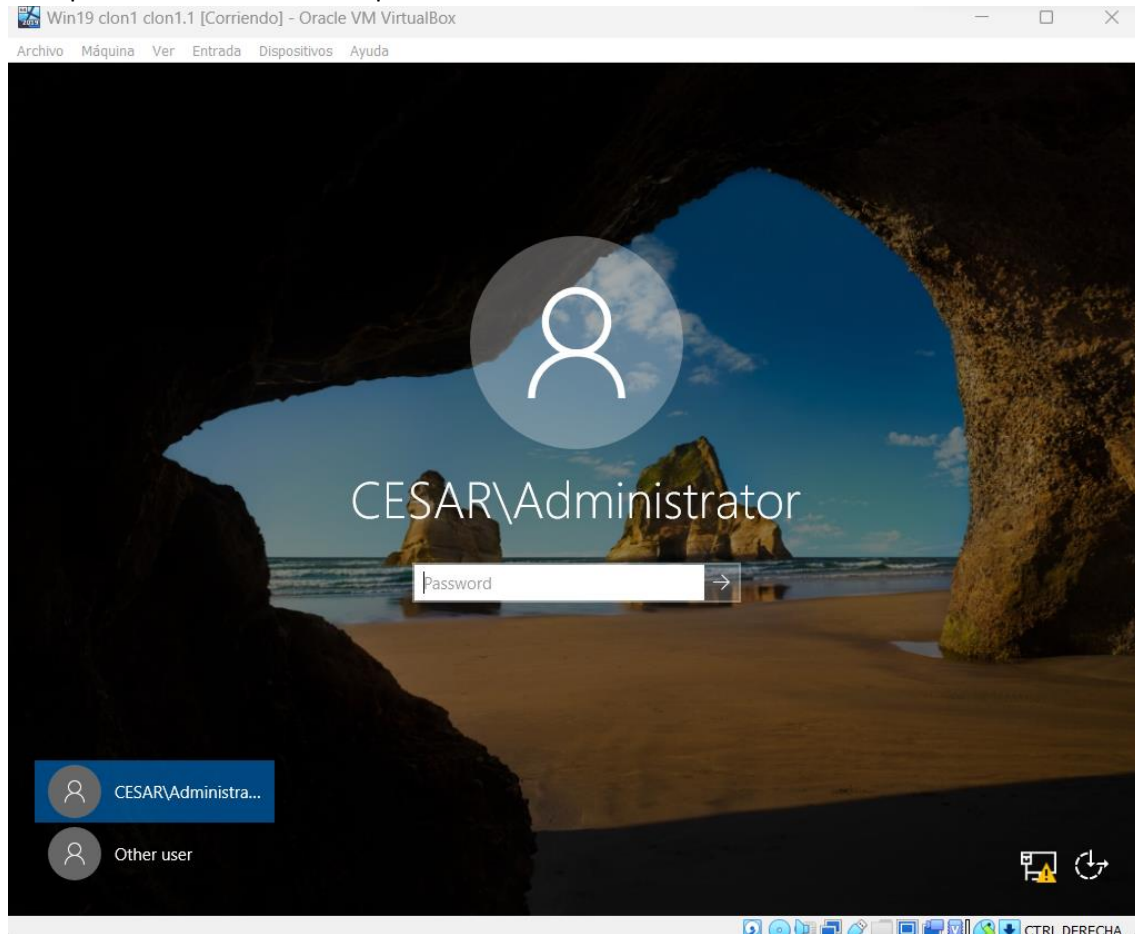 Win19 clon1 clon1.1 [Corriendo] - Oracle VM VirtualBox
Archivo Máquina Ver Entrada Dispositivos Ayuda
CESAR\Administrator
Password
CESAR\Administra...
Other user
CTRL DERECHA